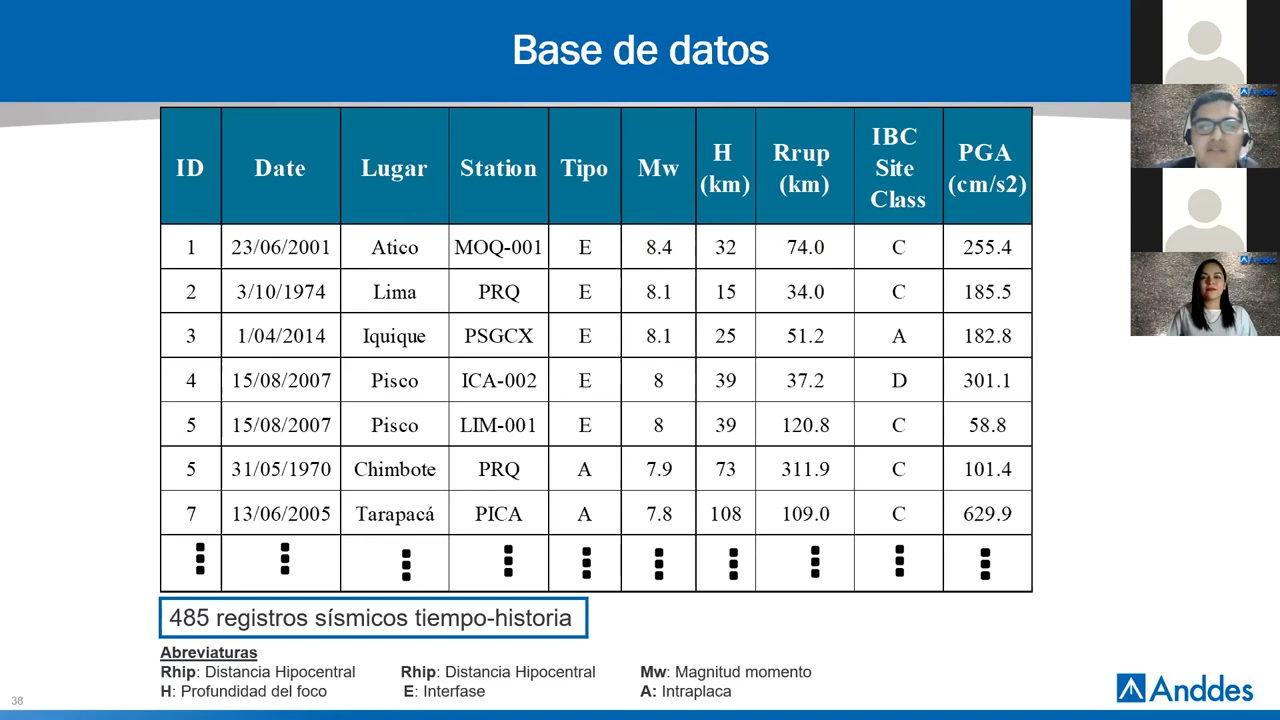 Base de datos
ID Date Lugar Station Tipo Mw H (km) Rrup (km) IBC Site Class PGA (cm/s2)
1 23/06/2001 Atico MOQ-001 E 8.4 32 74.0 C 255.4
2 3/10/1974 Lima PRQ E 8.1 15 34.0 C 185.5
3 1/04/2014 Iquique PSGCX E 8.1 25 51.2 A 182.8
4 15/08/2007 Pisco ICA-002 E 8 39 37.2 D 301.1
5 15/08/2007 Pisco LIM-001 E 8 39 120.8 C 58.8
5 31/05/1970 Chimbote PRQ A 7.9 73 311.9 C 101.4
7 13/06/2005 Tarapacá PICA A 7.8 108 109.0 C 629.9
485 registros sísmicos tiempo-historia
Abreviaturas
Rhip: Distancia Hipocentral Rhip: Distancia Hipocentral Mw: Magnitud momento
H: Profundidad del foco E: Interfase A: Intraplaca
38
Anddes
Anddes
Anddes